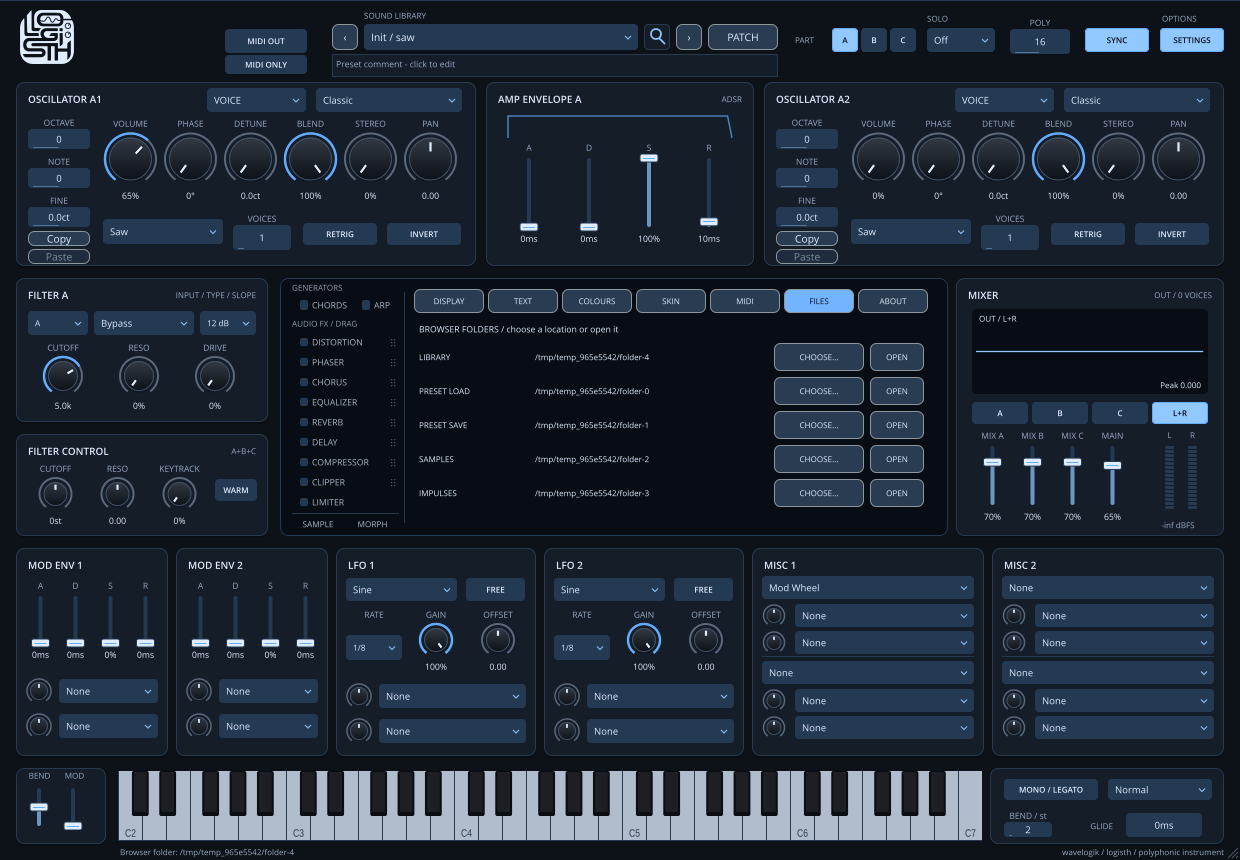 LOGISTH
SOUND LIBRARY
MIDI OUT
MIDI ONLY
‹
Init / saw
›
PATCH
Preset comment - click to edit
PART
A
B
C
SOLO
Off
POLY
16
SYNC
OPTIONS
SETTINGS
OSCILLATOR A1
VOICE
Classic
OCTAVE
0
NOTE
0
FINE
0.0ct
Copy
Paste
VOLUME PHASE DETUNE BLEND STEREO PAN
65% 0° 0.0ct 100% 0% 0.00
Saw
VOICES
1
RETRIG
INVERT
AMP ENVELOPE A
ADSR
A D S R
0ms 0ms 100% 10ms
OSCILLATOR A2
VOICE
Classic
OCTAVE
0
NOTE
0
FINE
0.0ct
Copy
Paste
VOLUME PHASE DETUNE BLEND STEREO PAN
0% 0° 0.0ct 100% 0% 0.00
Saw
VOICES
1
RETRIG
INVERT
FILTER A
INPUT / TYPE / SLOPE
A
Bypass
12 dB
CUTOFF RESO DRIVE
5.0k 0% 0%
FILTER CONTROL
A+B+C
CUTOFF RESO KEYTRACK
WARM
0st 0.00 0%
GENERATORS
CHORDS ARP
AUDIO FX / DRAG
DISTORTION
PHASER
CHORUS
EQUALIZER
REVERB
DELAY
COMPRESSOR
CLIPPER
LIMITER
SAMPLE MORPH
DISPLAY TEXT COLOURS SKIN MIDI FILES ABOUT
BROWSER FOLDERS / choose a location or open it
LIBRARY /tmp/temp_965e5542/folder-4 CHOOSE... OPEN
PRESET LOAD /tmp/temp_965e5542/folder-0 CHOOSE... OPEN
PRESET SAVE /tmp/temp_965e5542/folder-1 CHOOSE... OPEN
SAMPLES /tmp/temp_965e5542/folder-2 CHOOSE... OPEN
IMPULSES /tmp/temp_965e5542/folder-3 CHOOSE... OPEN
MIXER
OUT / 0 VOICES
OUT / L+R
Peak 0.000
A B C L+R
MIX A MIX B MIX C MAIN L R
70% 70% 70% 65%
-inf dBFS
MOD ENV 1
A D S R
0ms 0ms 0% 0ms
None
None
MOD ENV 2
A D S R
0ms 0ms 0% 0ms
None
None
LFO 1
Sine
FREE
RATE GAIN OFFSET
1/8
100% 0.00
None
None
LFO 2
Sine
FREE
RATE GAIN OFFSET
1/8
100% 0.00
None
None
MISC 1
Mod Wheel
None
None
None
None
None
MISC 2
None
None
None
None
None
None
BEND MOD
C2 C3 C4 C5 C6 C7
MONO / LEGATO
Normal
BEND / st
2
GLIDE
0ms
Browser folder: /tmp/temp_965e5542/folder-4
wavelogik / logisth / polyphonic instrument